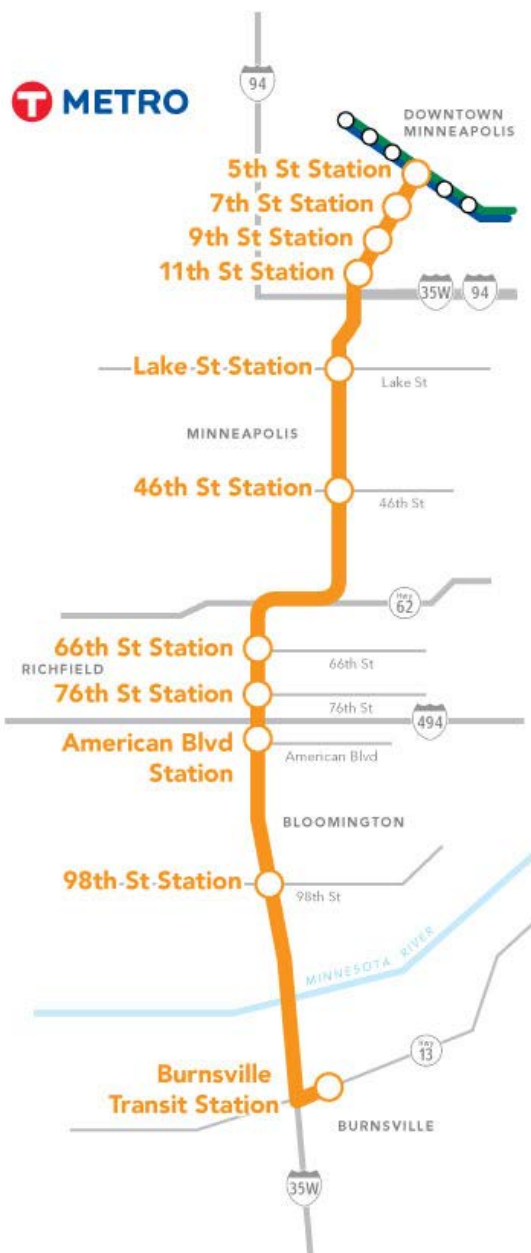 94
T METRO
DOWNTOWN
MINNEAPOLIS
5th St Station
7th St Station
9th St Station
11th St Station
35W
94
Lake St Station
Lake St
MINNEAPOLIS
46th St Station
46th St
Hwy
62
66th St Station
66th St
RICHFIELD
76th St Station
76th St
494
American Blvd
Station
American Blvd
BLOOMINGTON
98th St Station
98th St
MINNESOTA RIVER
Hwy
13
Burnsville
Transit Station
BURNSVILLE
35W